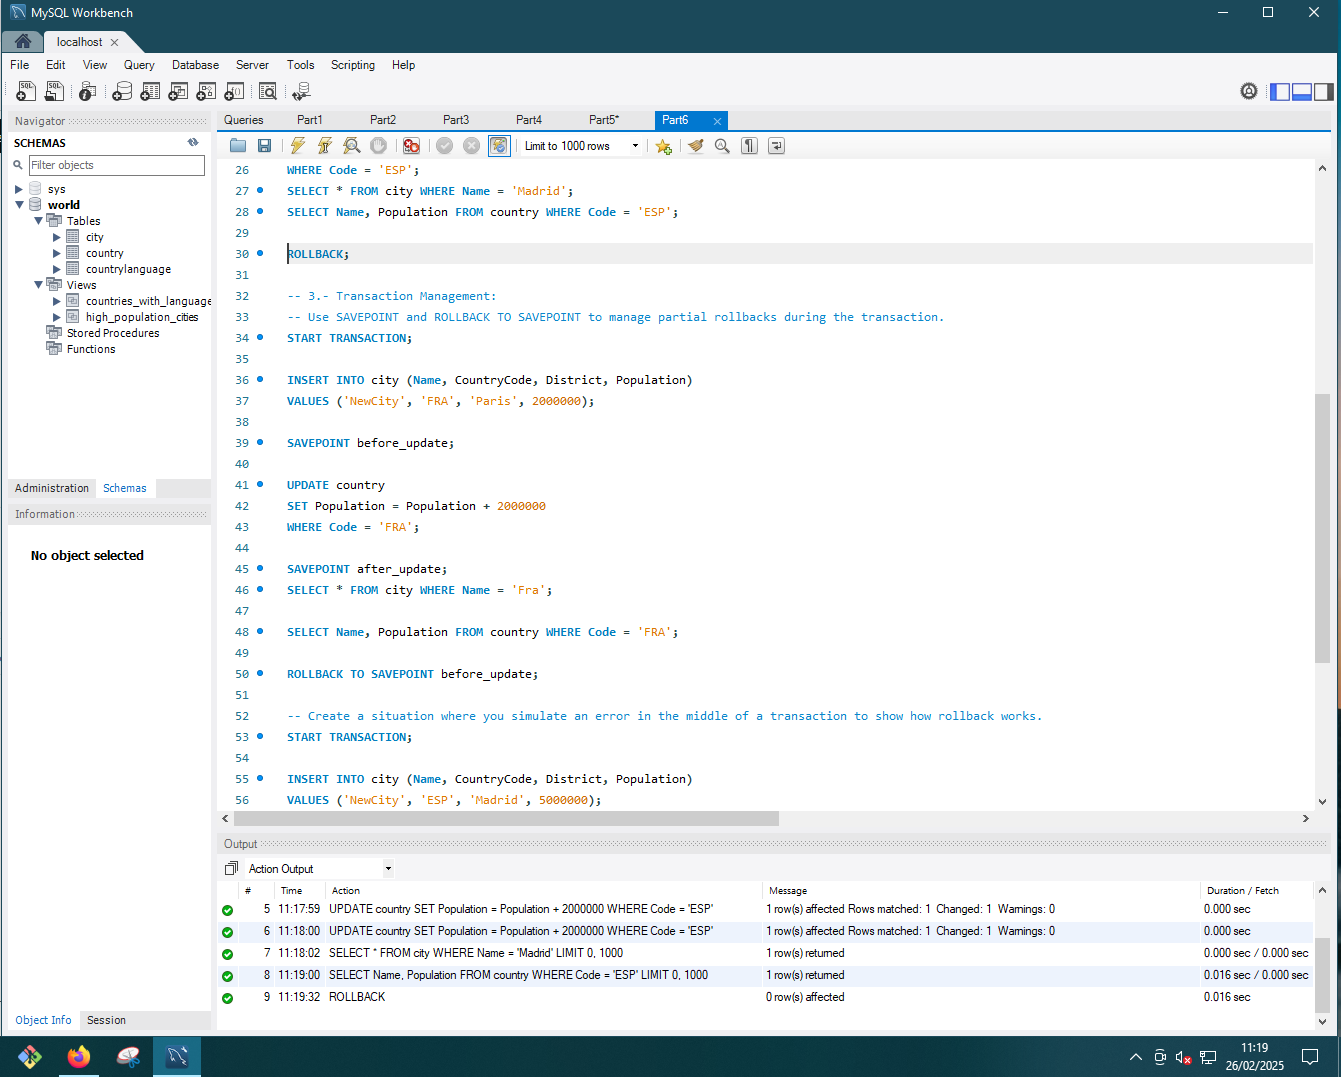 MySQL Workbench
localhost
File Edit View Query Database Server Tools Scripting Help
Navigator
SCHEMAS
Filter objects
sys
world
Tables
city
country
countrylanguage
Views
countries_with_language
high_population_cities
Stored Procedures
Functions
Administration Schemas
Information
No object selected
Object Info Session
Queries Part1 Part2 Part3 Part4 Part5* Part6
Limit to 1000 rows
26 WHERE Code = 'ESP';
27 SELECT * FROM city WHERE Name = 'Madrid';
28 SELECT Name, Population FROM country WHERE Code = 'ESP';
29
30 ROLLBACK;
31
32 -- 3.- Transaction Management:
33 -- Use SAVEPOINT and ROLLBACK TO SAVEPOINT to manage partial rollbacks during the transaction.
34 START TRANSACTION;
35
36 INSERT INTO city (Name, CountryCode, District, Population)
37 VALUES ('NewCity', 'FRA', 'Paris', 2000000);
38
39 SAVEPOINT before_update;
40
41 UPDATE country
42 SET Population = Population + 2000000
43 WHERE Code = 'FRA';
44
45 SAVEPOINT after_update;
46 SELECT * FROM city WHERE Name = 'Fra';
47
48 SELECT Name, Population FROM country WHERE Code = 'FRA';
49
50 ROLLBACK TO SAVEPOINT before_update;
51
52 -- Create a situation where you simulate an error in the middle of a transaction to show how rollback works.
53 START TRANSACTION;
54
55 INSERT INTO city (Name, CountryCode, District, Population)
56 VALUES ('NewCity', 'ESP', 'Madrid', 5000000);
Output
Action Output
# Time Action Message Duration / Fetch
5 11:17:59 UPDATE country SET Population = Population + 2000000 WHERE Code = 'ESP' 1 row(s) affected Rows matched: 1 Changed: 1 Warnings: 0 0.000 sec
6 11:18:00 UPDATE country SET Population = Population + 2000000 WHERE Code = 'ESP' 1 row(s) affected Rows matched: 1 Changed: 1 Warnings: 0 0.000 sec
7 11:18:02 SELECT * FROM city WHERE Name = 'Madrid' LIMIT 0, 1000 1 row(s) returned 0.000 sec / 0.000 sec
8 11:19:00 SELECT Name, Population FROM country WHERE Code = 'ESP' LIMIT 0, 1000 1 row(s) returned 0.016 sec / 0.000 sec
9 11:19:32 ROLLBACK 0 row(s) affected 0.016 sec
11:19
26/02/2025